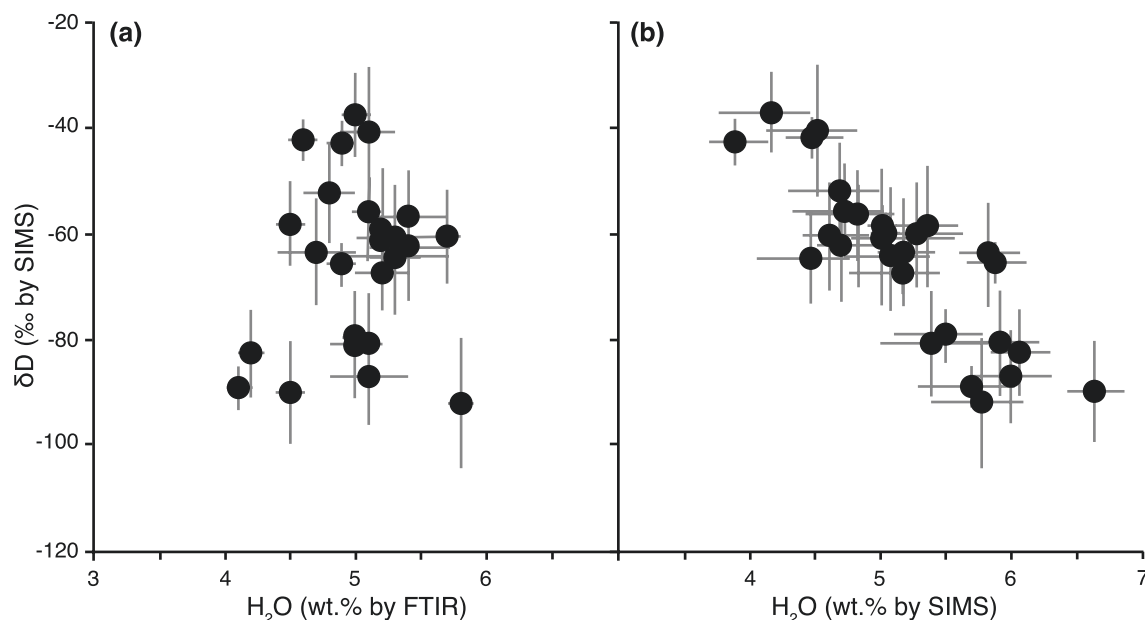 (a)
(b)
-20
-40
-60
-80
-100
-120
δD (‰ by SIMS)
3 4 5 6
4 5 6 7
H₂O (wt.% by FTIR)
H₂O (wt.% by SIMS)